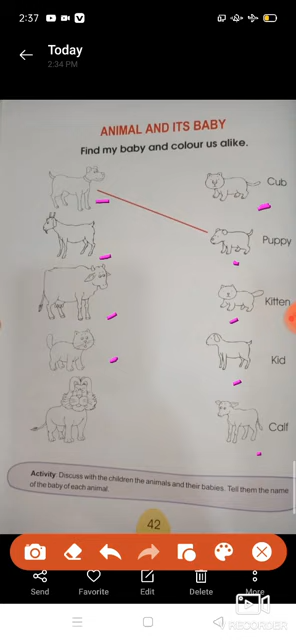 2:37
Today
2:34 PM
ANIMAL AND ITS BABY
Find my baby and colour us alike.
Cub
Puppy
Kitten
Kid
Calf
Activity: Discuss with the children the animals and their babies. Tell them the name
of the baby of each animal.
42
Send
Favorite
Edit
Delete
More
RECORDER